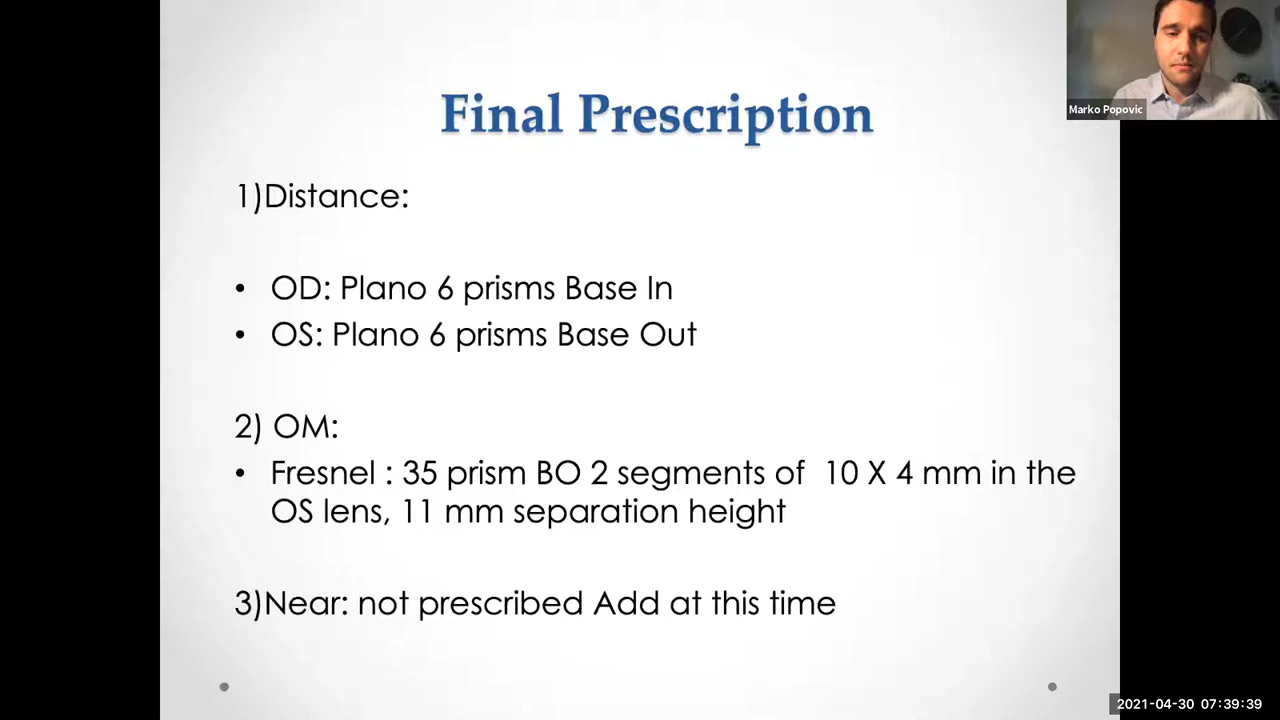 Final Prescription
Marko Popovic
1)Distance:
• OD: Plano 6 prisms Base In
• OS: Plano 6 prisms Base Out
2) OM:
• Fresnel : 35 prism BO 2 segments of 10 X 4 mm in the
OS lens, 11 mm separation height
3)Near: not prescribed Add at this time
2021-04-30 07:39:39